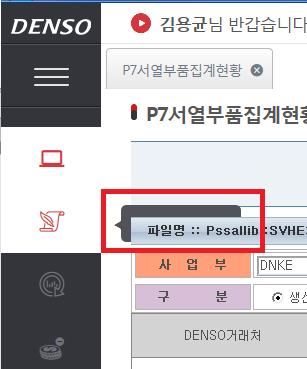 DENSO
김용균님 반갑습니다
P7서열부품집계현황
P7서열부품집계현황
파일명 :: Pssallib:SVHE
사 업 부
DNKE
구 분
생산
DENSO거래처